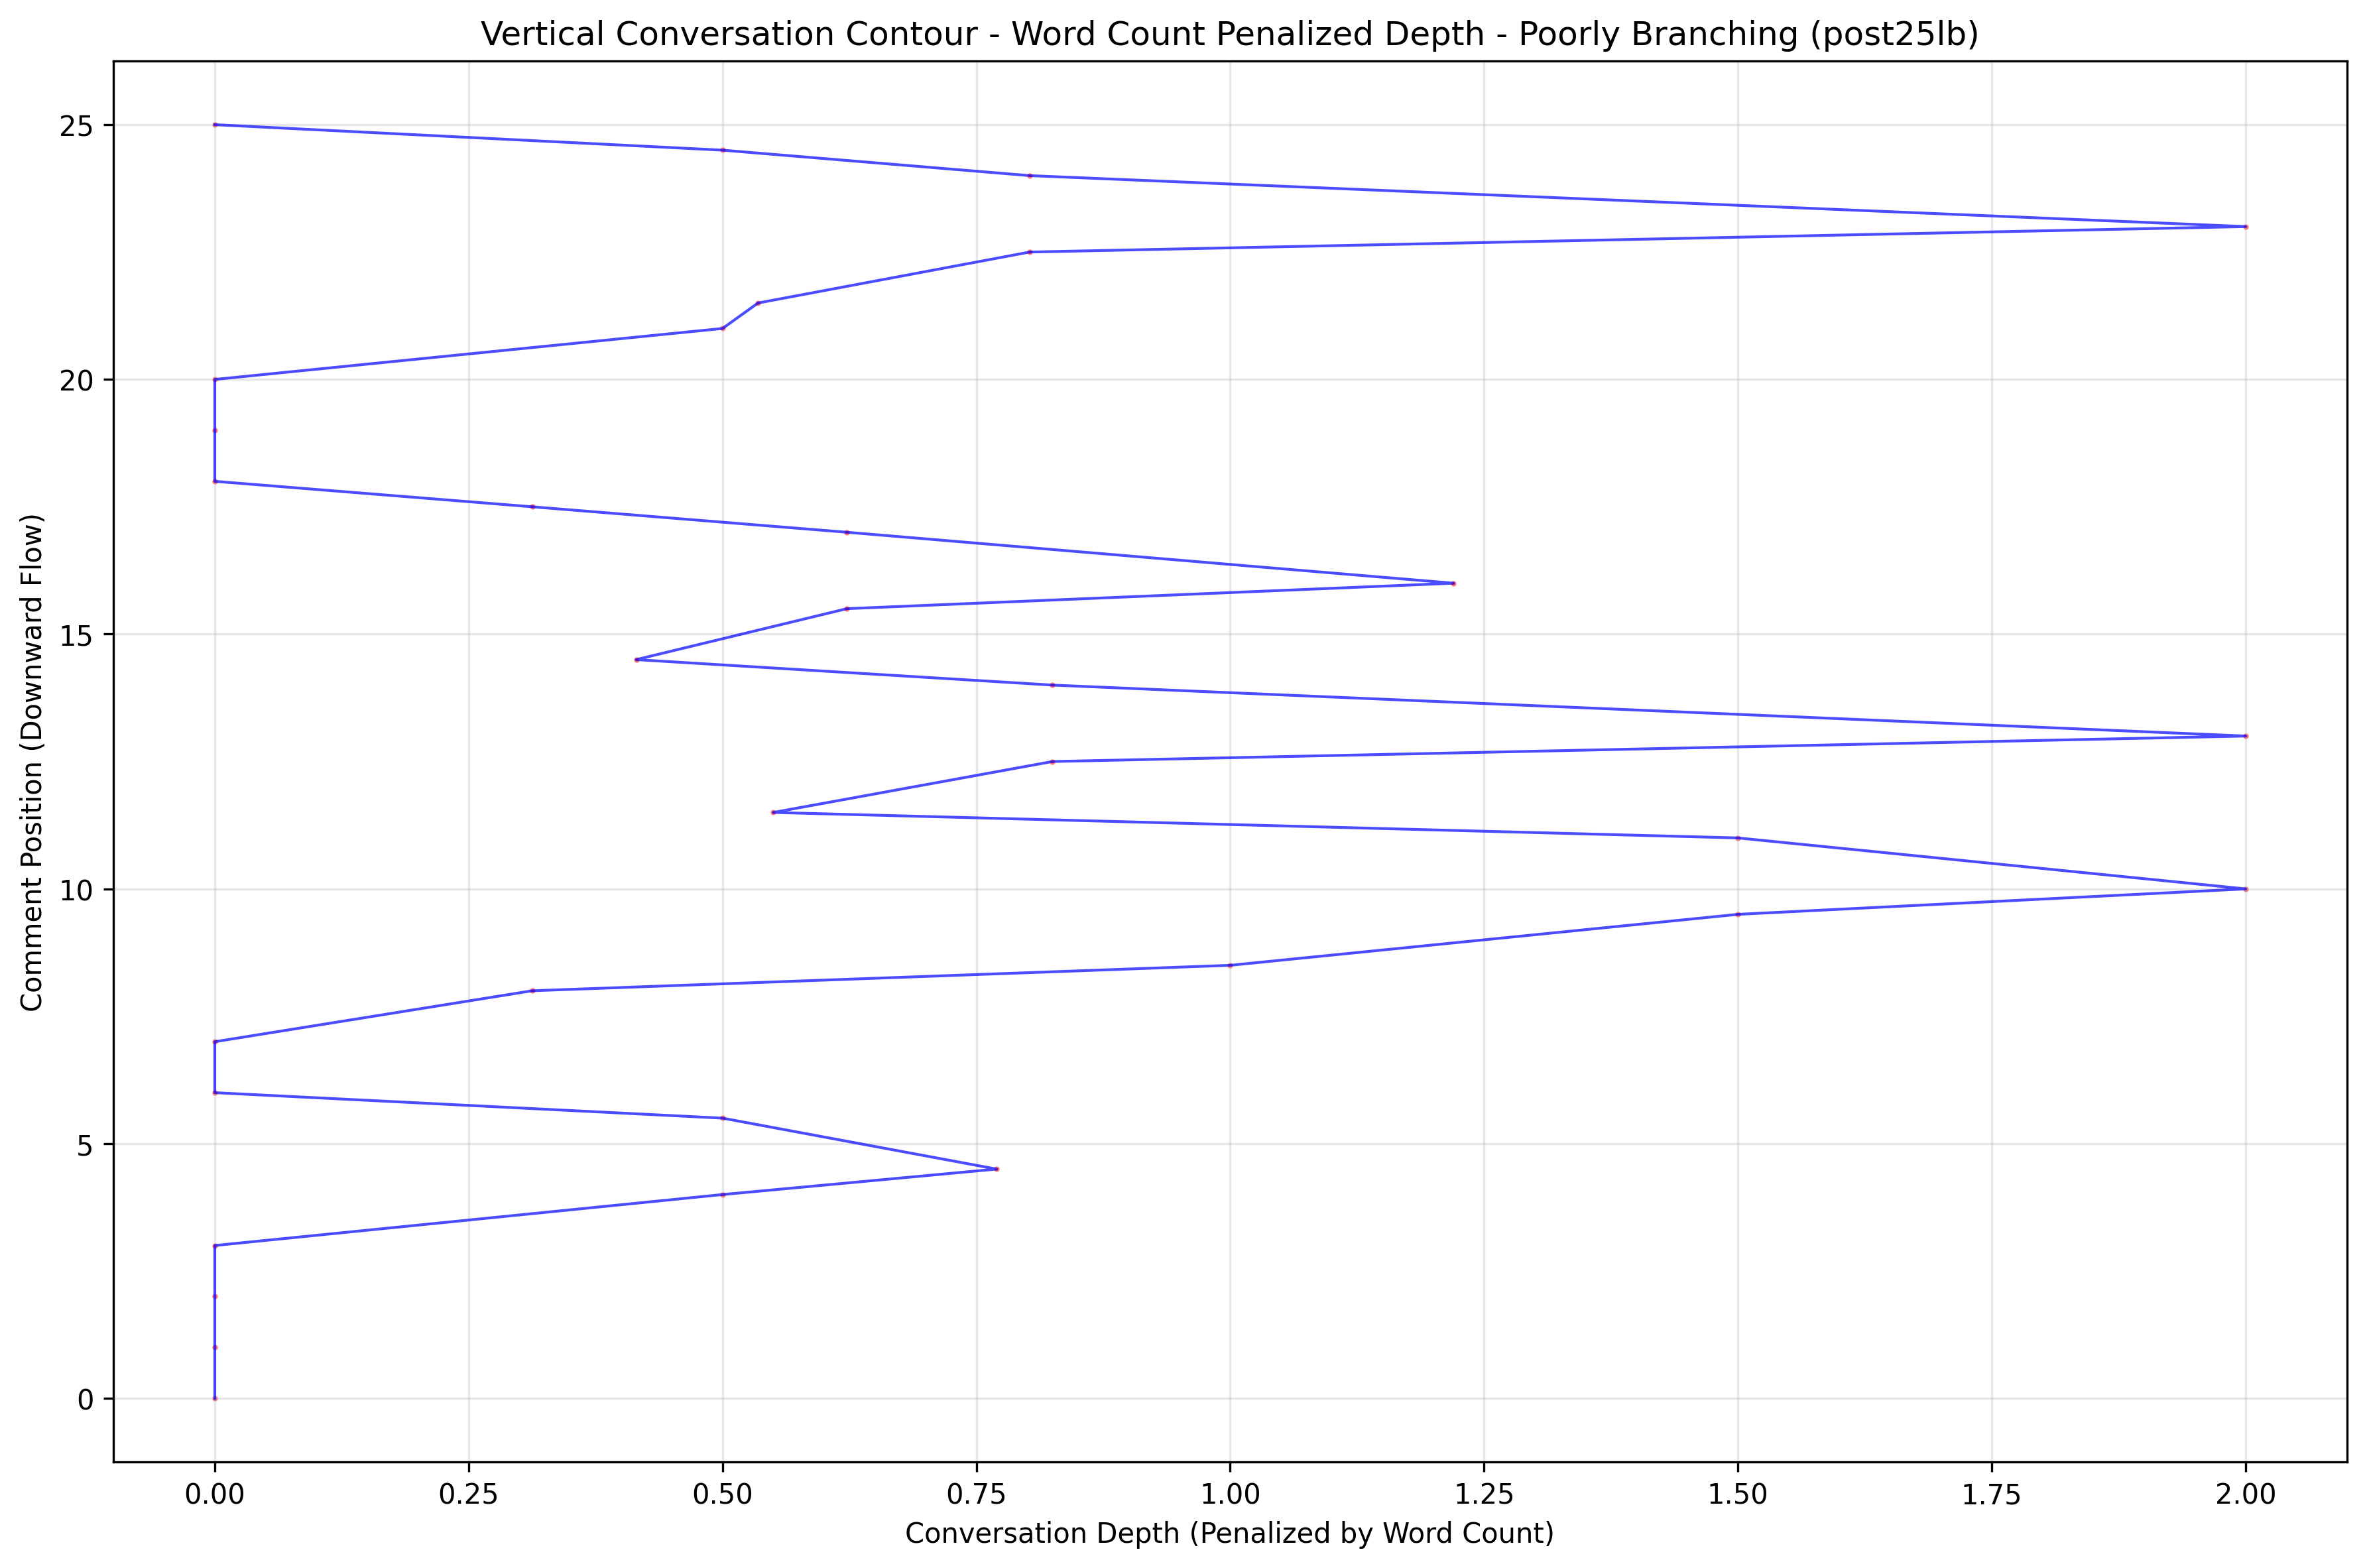 Vertical Conversation Contour - Word Count Penalized Depth - Poorly Branching (post25lb)
Comment Position (Downward Flow)
25
20
15
10
5
0
0.00 0.25 0.50 0.75 1.00 1.25 1.50 1.75 2.00
Conversation Depth (Penalized by Word Count)